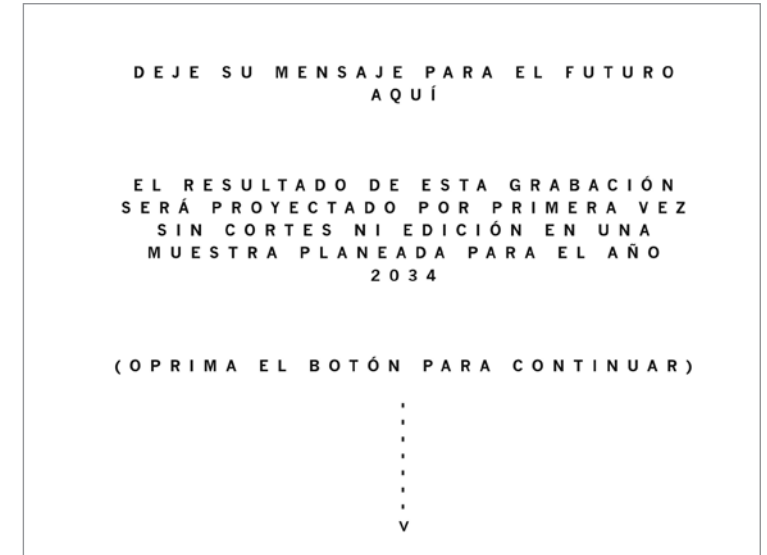 DEJE SU MENSAJE PARA EL FUTURO
AQUÍ
EL RESULTADO DE ESTA GRABACIÓN
SERÁ PROYECTADO POR PRIMERA VEZ
SIN CORTES NI EDICIÓN EN UNA
MUESTRA PLANEADA PARA EL AÑO
2034
(OPRIMA EL BOTÓN PARA CONTINUAR)
V